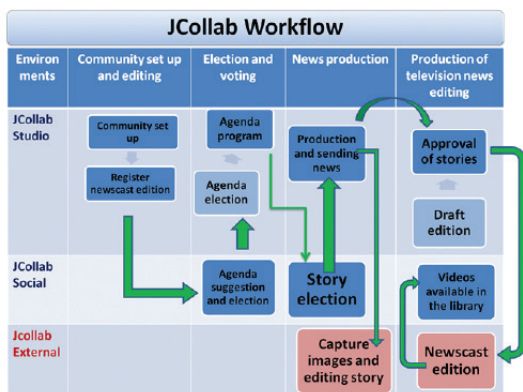 JCollab Workflow
Environ
ments
Community set up
and editing
Election and
voting
News production
Production of
television news
editing
JCollab
Studio
Community set
up
Register
newscast edition
Agenda
program
Agenda
election
Production
and sending
news
Approval
of stories
Draft
edition
JCollab
Social
Agenda
suggestion
and election
Story
election
Videos
available in
the library
Jcollab
External
Capture
images and
editing story
Newscast
edition